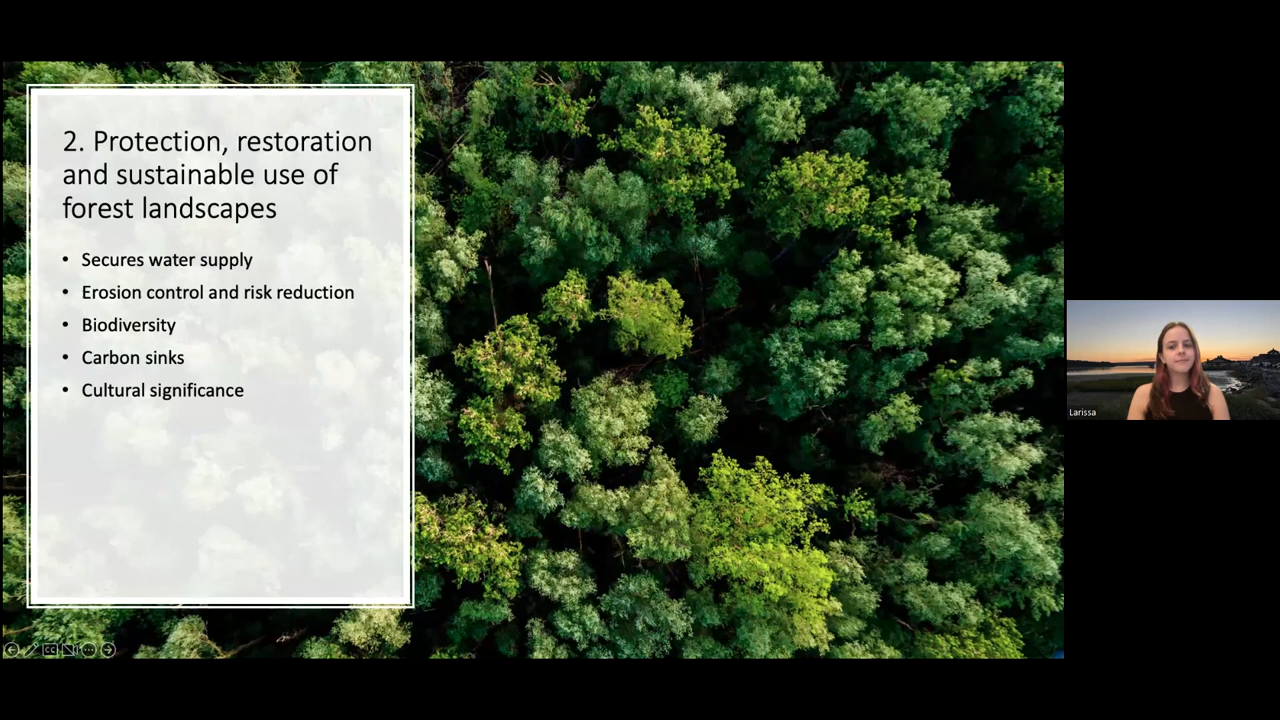 2. Protection, restoration
and sustainable use of
forest landscapes
• Secures water supply
• Erosion control and risk reduction
• Biodiversity
• Carbon sinks
• Cultural significance
Larissa
CC